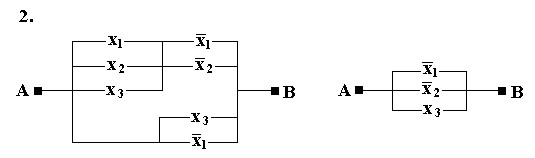 2.
x₁ x̅₁
x₂ x̅₂ x̅₁
A x₃ B A x̅₂ B
x₃ x₃
x̅₁